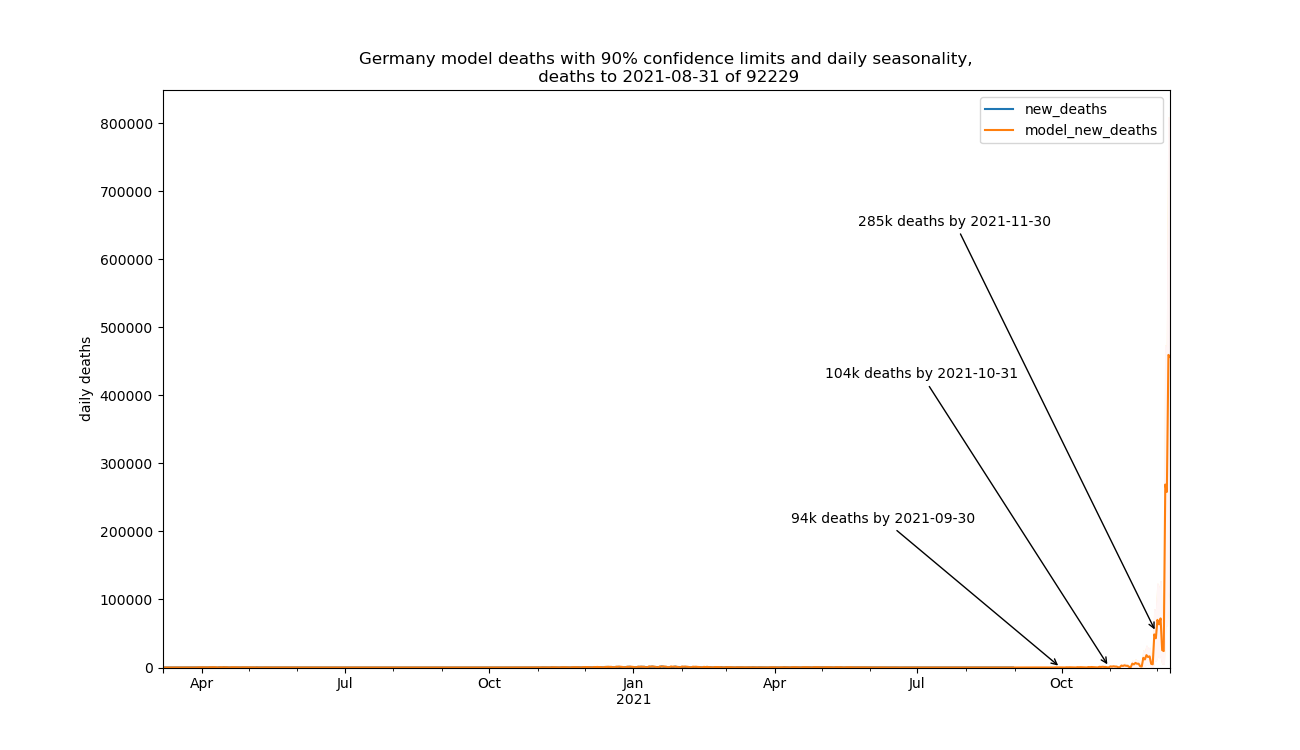 Germany model deaths with 90% confidence limits and daily seasonality,
deaths to 2021-08-31 of 92229
new_deaths
model_new_deaths
daily deaths
800000
700000
600000
500000
400000
300000
200000
100000
0
285k deaths by 2021-11-30
104k deaths by 2021-10-31
94k deaths by 2021-09-30
Apr Jul Oct Jan Apr Jul Oct
2021